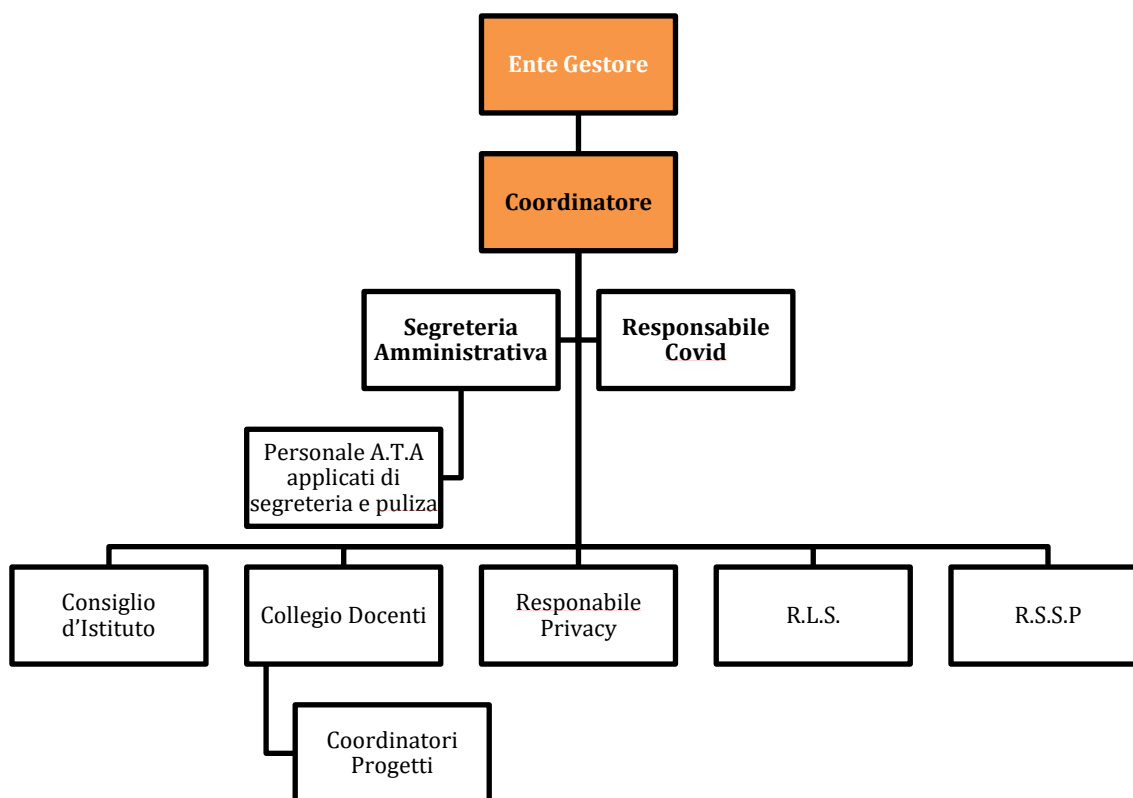 Ente Gestore
Coordinatore
Segreteria
Amministrativa
Responsabile
Covid
Personale A.T.A
applicati di
segreteria e puliza
Consiglio
d’Istituto
Collegio Docenti
Responabile
Privacy
R.L.S.
R.S.S.P
Coordinatori
Progetti